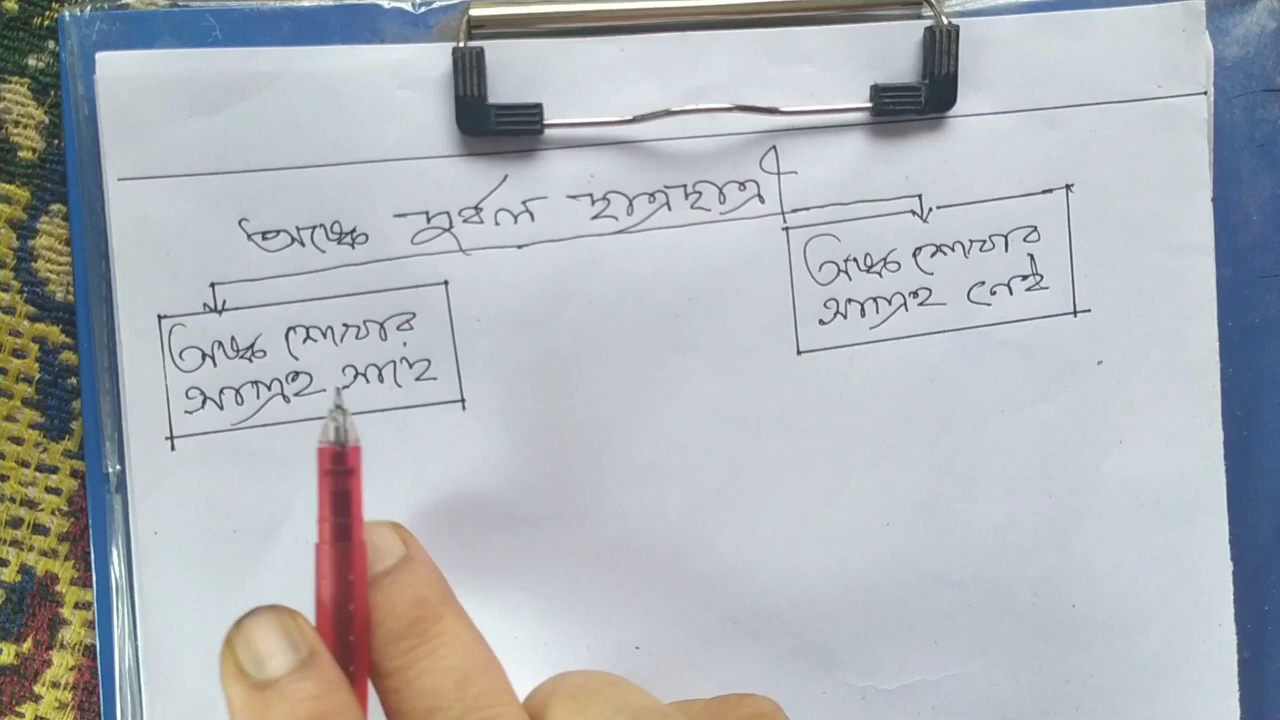 অঙ্কে দুর্বল ছাত্রছাত্রী
অঙ্ক শেখার
আগ্রহ আছে
অঙ্ক শেখার
আগ্রহ নেই